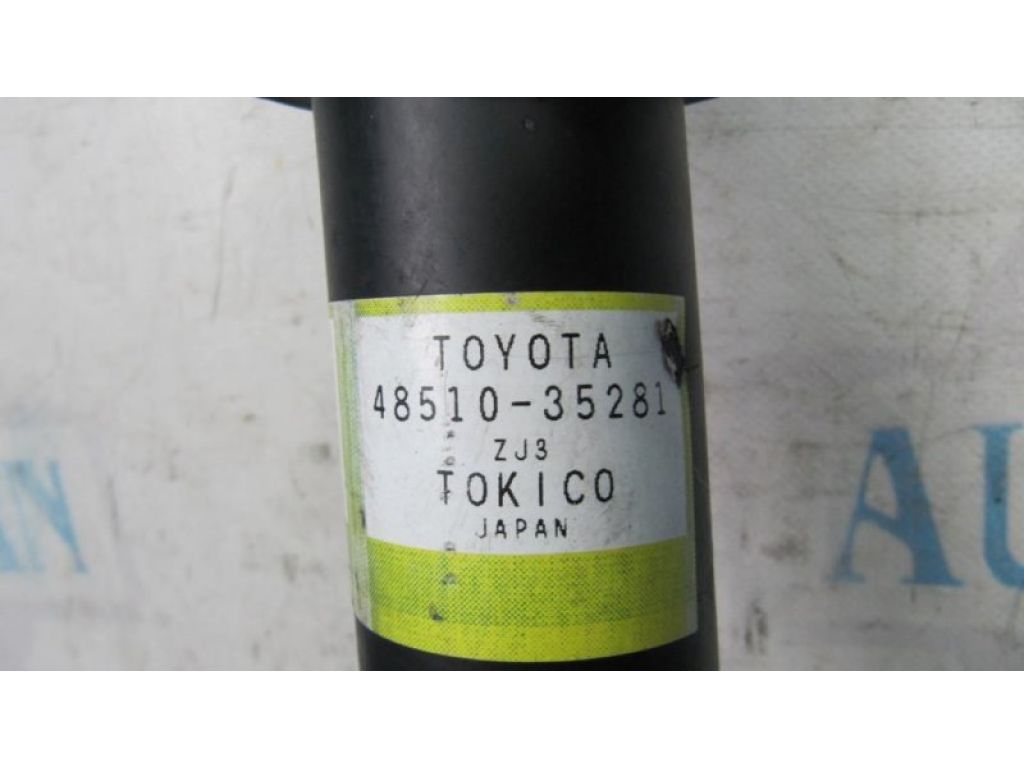 TOYOTA
48510-35281
ZJ3
TOKICO
JAPAN